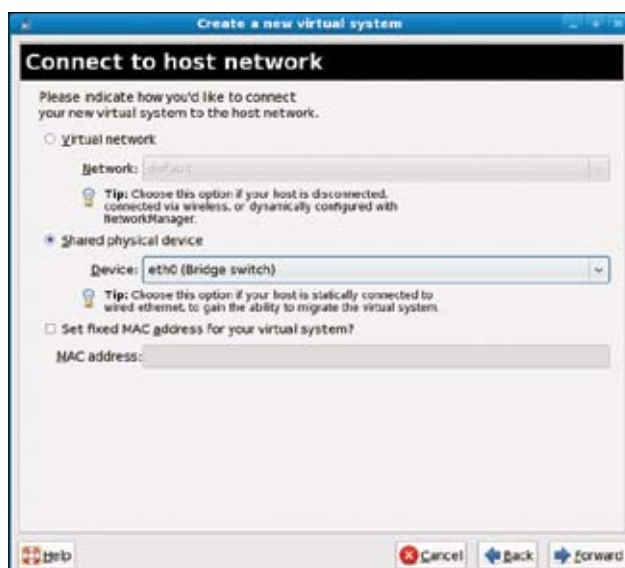 Create a new virtual system
Connect to host network
Please indicate how you'd like to connect
your new virtual system to the host network.
Virtual network
Network: default
Tip: Choose this option if your host is disconnected,
connected via wireless, or dynamically configured with
NetworkManager.
Shared physical device
Device: eth0 (Bridge switch)
Tip: Choose this option if your host is statically connected to
wired ethernet, to gain the ability to migrate the virtual system.
Set fixed MAC address for your virtual system?
MAC address:
Help
Cancel
Back
Forward